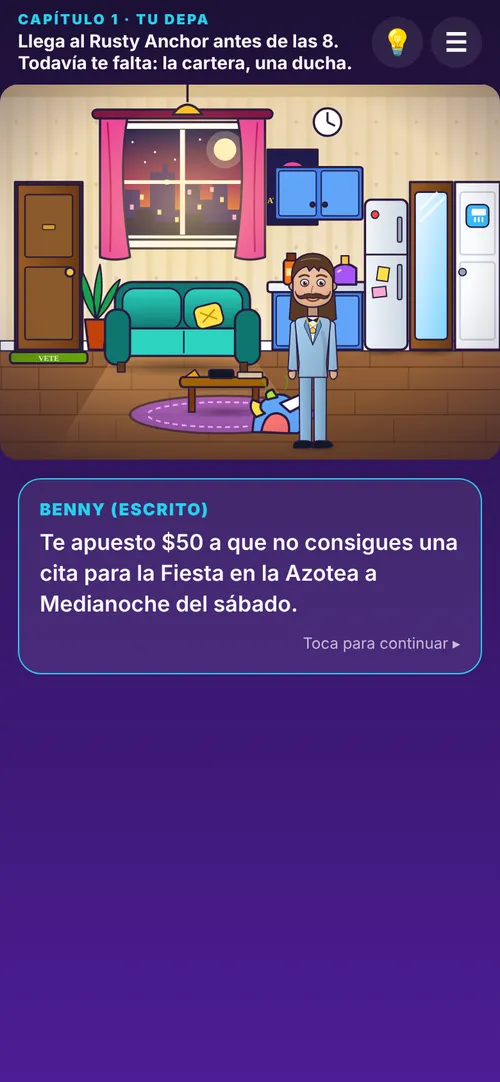 CAPÍTULO 1 · TU DEPA
Llega al Rusty Anchor antes de las 8.
Todavía te falta: la cartera, una ducha.
VETE
BENNY (ESCRITO)
Te apuesto $50 a que no consigues una
cita para la Fiesta en la Azotea a
Medianoche del sábado.
Toca para continuar ▸